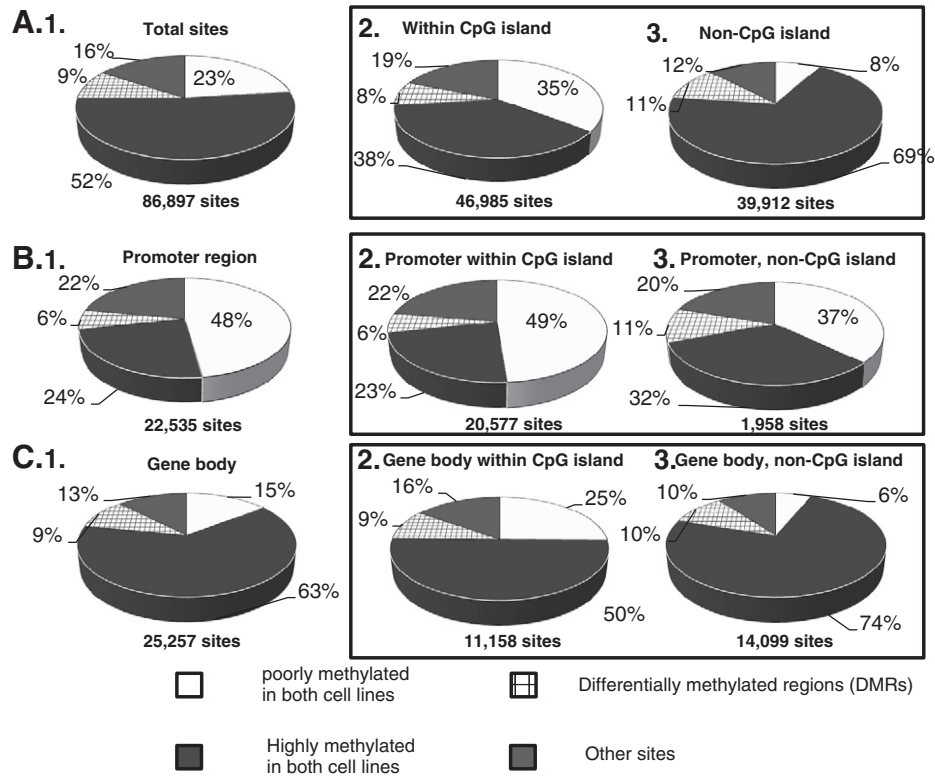 A.1. Total sites
16%
23%
9%
52%
86,897 sites
2. Within CpG island
19%
35%
8%
38%
46,985 sites
3. Non-CpG island
12%
8%
11%
69%
39,912 sites
B.1. Promoter region
22%
48%
6%
24%
22,535 sites
2. Promoter within CpG island
22%
49%
6%
23%
20,577 sites
3. Promoter, non-CpG island
20%
37%
11%
32%
1,958 sites
C.1. Gene body
13%
15%
9%
63%
25,257 sites
2. Gene body within CpG island
16%
25%
9%
50%
11,158 sites
3. Gene body, non-CpG island
10%
6%
10%
74%
14,099 sites
poorly methylated
in both cell lines
Differentially methylated regions (DMRs)
Highly methylated
in both cell lines
Other sites